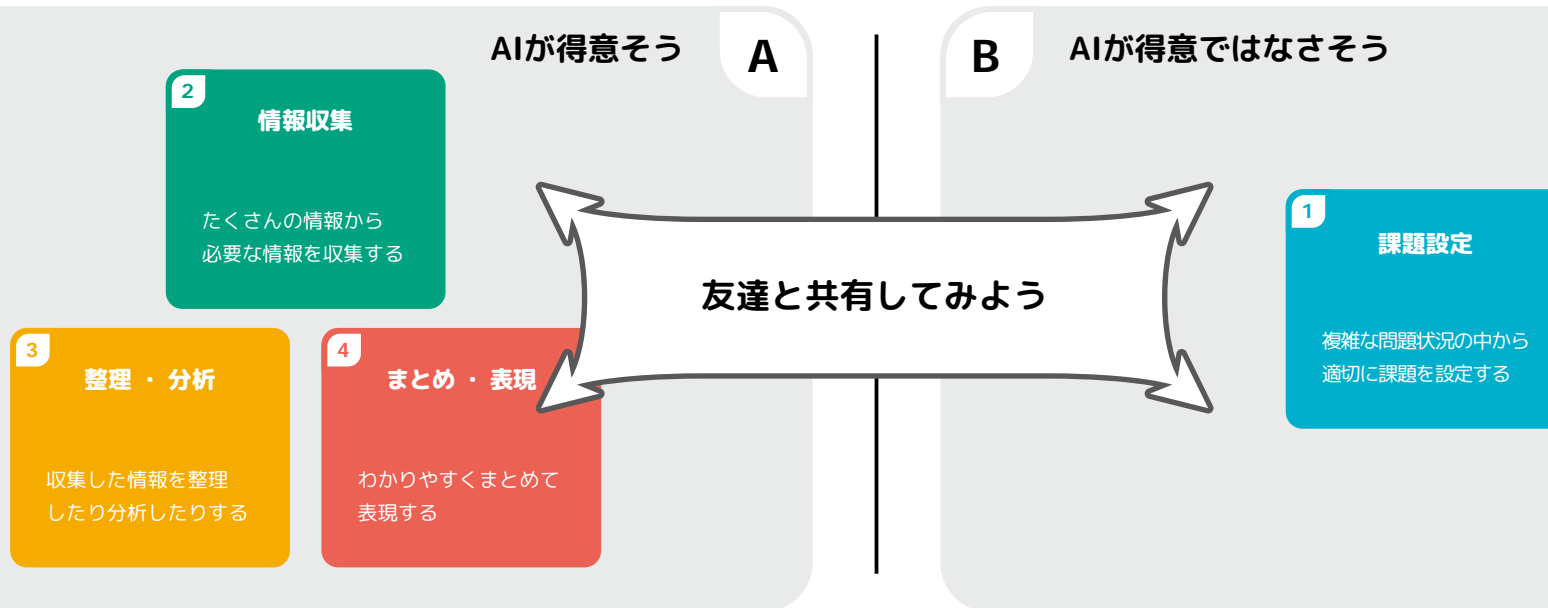 AIが得意そう
A
B
AIが得意ではなさそう
2
情報収集
たくさんの情報から
必要な情報を収集する
1
課題設定
複雑な問題状況の中から
適切に課題を設定する
友達と共有してみよう
3
整理 ・ 分析
収集した情報を整理
したり分析したりする
4
まとめ ・ 表現
わかりやすくまとめて
表現する